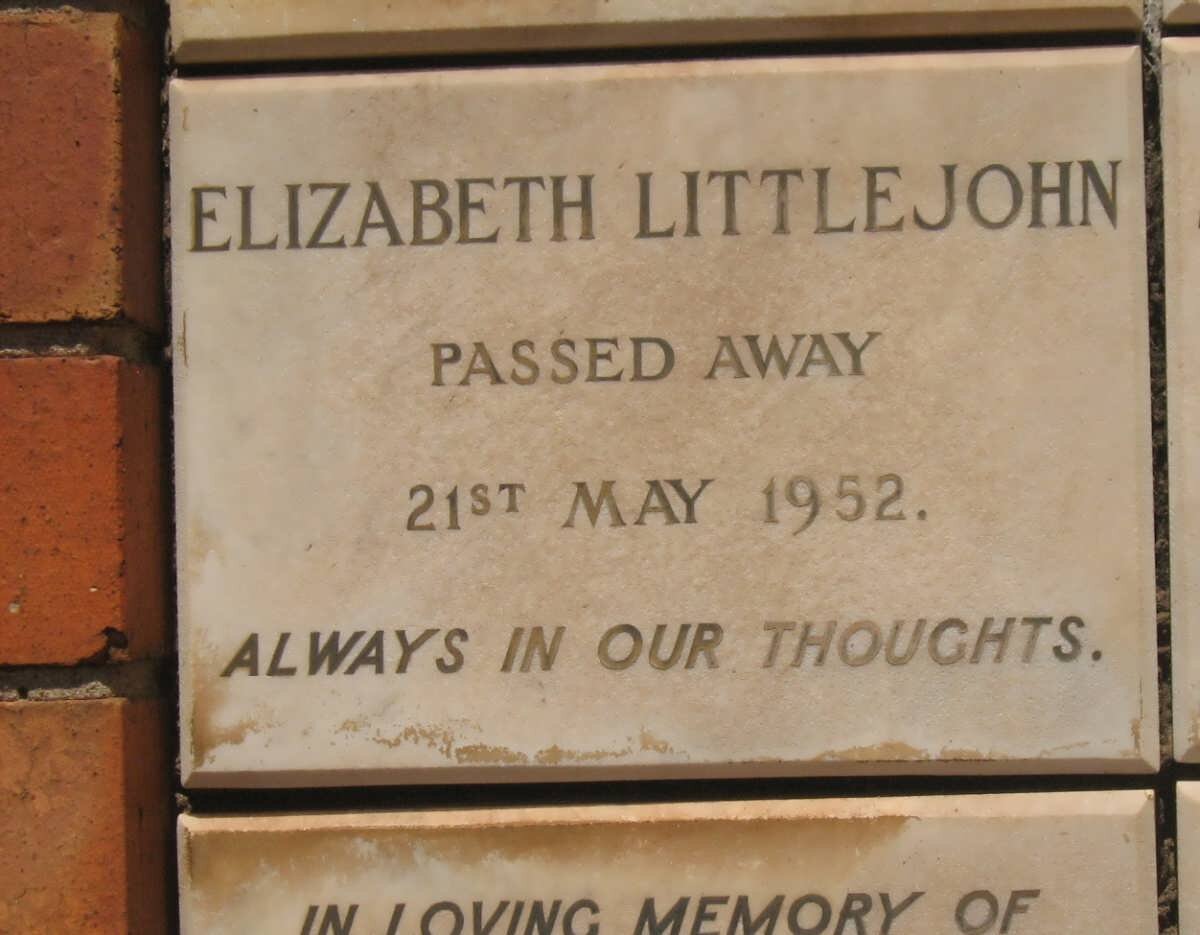 ELIZABETH LITTLEJOHN
PASSED AWAY
21ST MAY 1952.
ALWAYS IN OUR THOUGHTS.
IN LOVING MEMORY OF